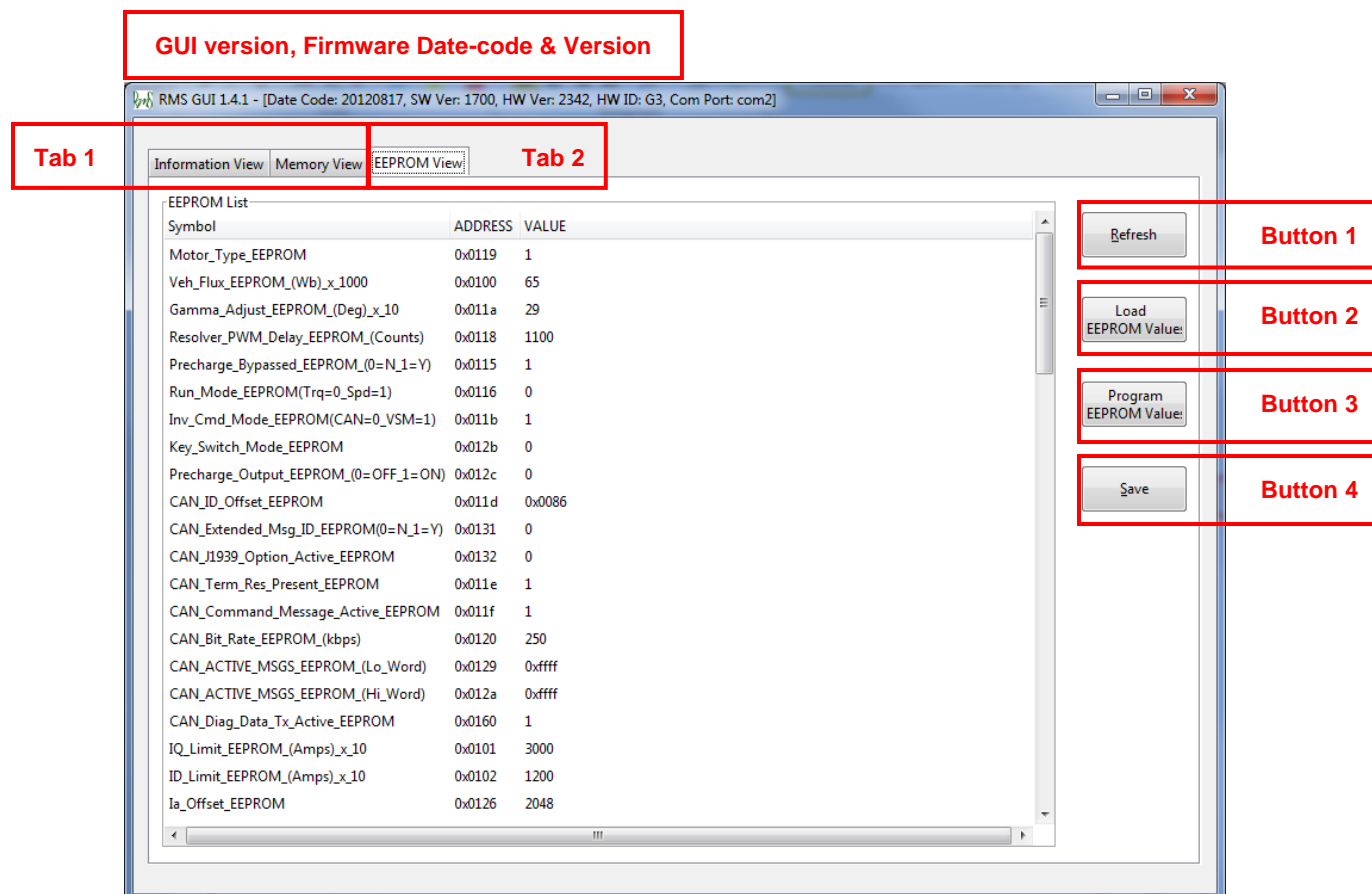 GUI version, Firmware Date-code & Version
RMS GUI 1.4.1 - [Date Code: 20120817, SW Ver: 1700, HW Ver: 2342, HW ID: G3, Com Port: com2]
Tab 1
Information View Memory View EEPROM View
Tab 2
EEPROM List
Symbol ADDRESS VALUE
Motor_Type_EEPROM 0x0119 1
Veh_Flux_EEPROM_(Wb)_x_1000 0x0100 65
Gamma_Adjust_EEPROM_(Deg)_x_10 0x011a 29
Resolver_PWM_Delay_EEPROM_(Counts) 0x0118 1100
Precharge_Bypassed_EEPROM_(0=N_1=Y) 0x0115 1
Run_Mode_EEPROM(Trq=0_Spd=1) 0x0116 0
Inv_Cmd_Mode_EEPROM(CAN=0_VSM=1) 0x011b 1
Key_Switch_Mode_EEPROM 0x012b 0
Precharge_Output_EEPROM_(0=OFF_1=ON) 0x012c 0
CAN_ID_Offset_EEPROM 0x011d 0x0086
CAN_Extended_Msg_ID_EEPROM(0=N_1=Y) 0x0131 0
CAN_J1939_Option_Active_EEPROM 0x0132 0
CAN_Term_Res_Present_EEPROM 0x011e 1
CAN_Command_Message_Active_EEPROM 0x011f 1
CAN_Bit_Rate_EEPROM_(kbps) 0x0120 250
CAN_ACTIVE_MSGS_EEPROM_(Lo_Word) 0x0129 0xffff
CAN_ACTIVE_MSGS_EEPROM_(Hi_Word) 0x012a 0xffff
CAN_Diag_Data_Tx_Active_EEPROM 0x0160 1
IQ_Limit_EEPROM_(Amps)_x_10 0x0101 3000
ID_Limit_EEPROM_(Amps)_x_10 0x0102 1200
Ia_Offset_EEPROM 0x0126 2048
Refresh
Button 1
Load
EEPROM Values
Button 2
Program
EEPROM Values
Button 3
Save
Button 4